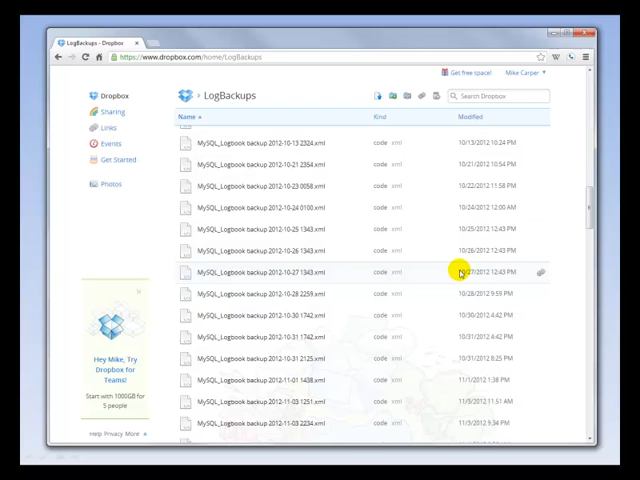 LogBackups - Dropbox
https://www.dropbox.com/home/LogBackups
Get free space! Mike Carper
Dropbox
Sharing
Links
Events
Get Started
Photos
LogBackups
Search Dropbox
Name Kind Modified
MySQL_Logbook backup 2012-10-13 2324.xml code xml 10/13/2012 10:24 PM
MySQL_Logbook backup 2012-10-21 2354.xml code xml 10/21/2012 10:54 PM
MySQL_Logbook backup 2012-10-23 0058.xml code xml 10/22/2012 11:58 PM
MySQL_Logbook backup 2012-10-24 0100.xml code xml 10/24/2012 12:00 AM
MySQL_Logbook backup 2012-10-25 1343.xml code xml 10/25/2012 12:43 PM
MySQL_Logbook backup 2012-10-26 1343.xml code xml 10/26/2012 12:43 PM
MySQL_Logbook backup 2012-10-27 1343.xml code xml 10/27/2012 12:43 PM
MySQL_Logbook backup 2012-10-28 2259.xml code xml 10/28/2012 9:59 PM
MySQL_Logbook backup 2012-10-30 1742.xml code xml 10/30/2012 4:42 PM
MySQL_Logbook backup 2012-10-31 1742.xml code xml 10/31/2012 4:42 PM
MySQL_Logbook backup 2012-10-31 2125.xml code xml 10/31/2012 8:25 PM
MySQL_Logbook backup 2012-11-01 1438.xml code xml 11/1/2012 1:38 PM
MySQL_Logbook backup 2012-11-03 1251.xml code xml 11/3/2012 11:51 AM
MySQL_Logbook backup 2012-11-03 2234.xml code xml 11/3/2012 9:34 PM
Hey Mike, Try
Dropbox for
Teams!
Start with 1000GB for
5 people
Help Privacy More